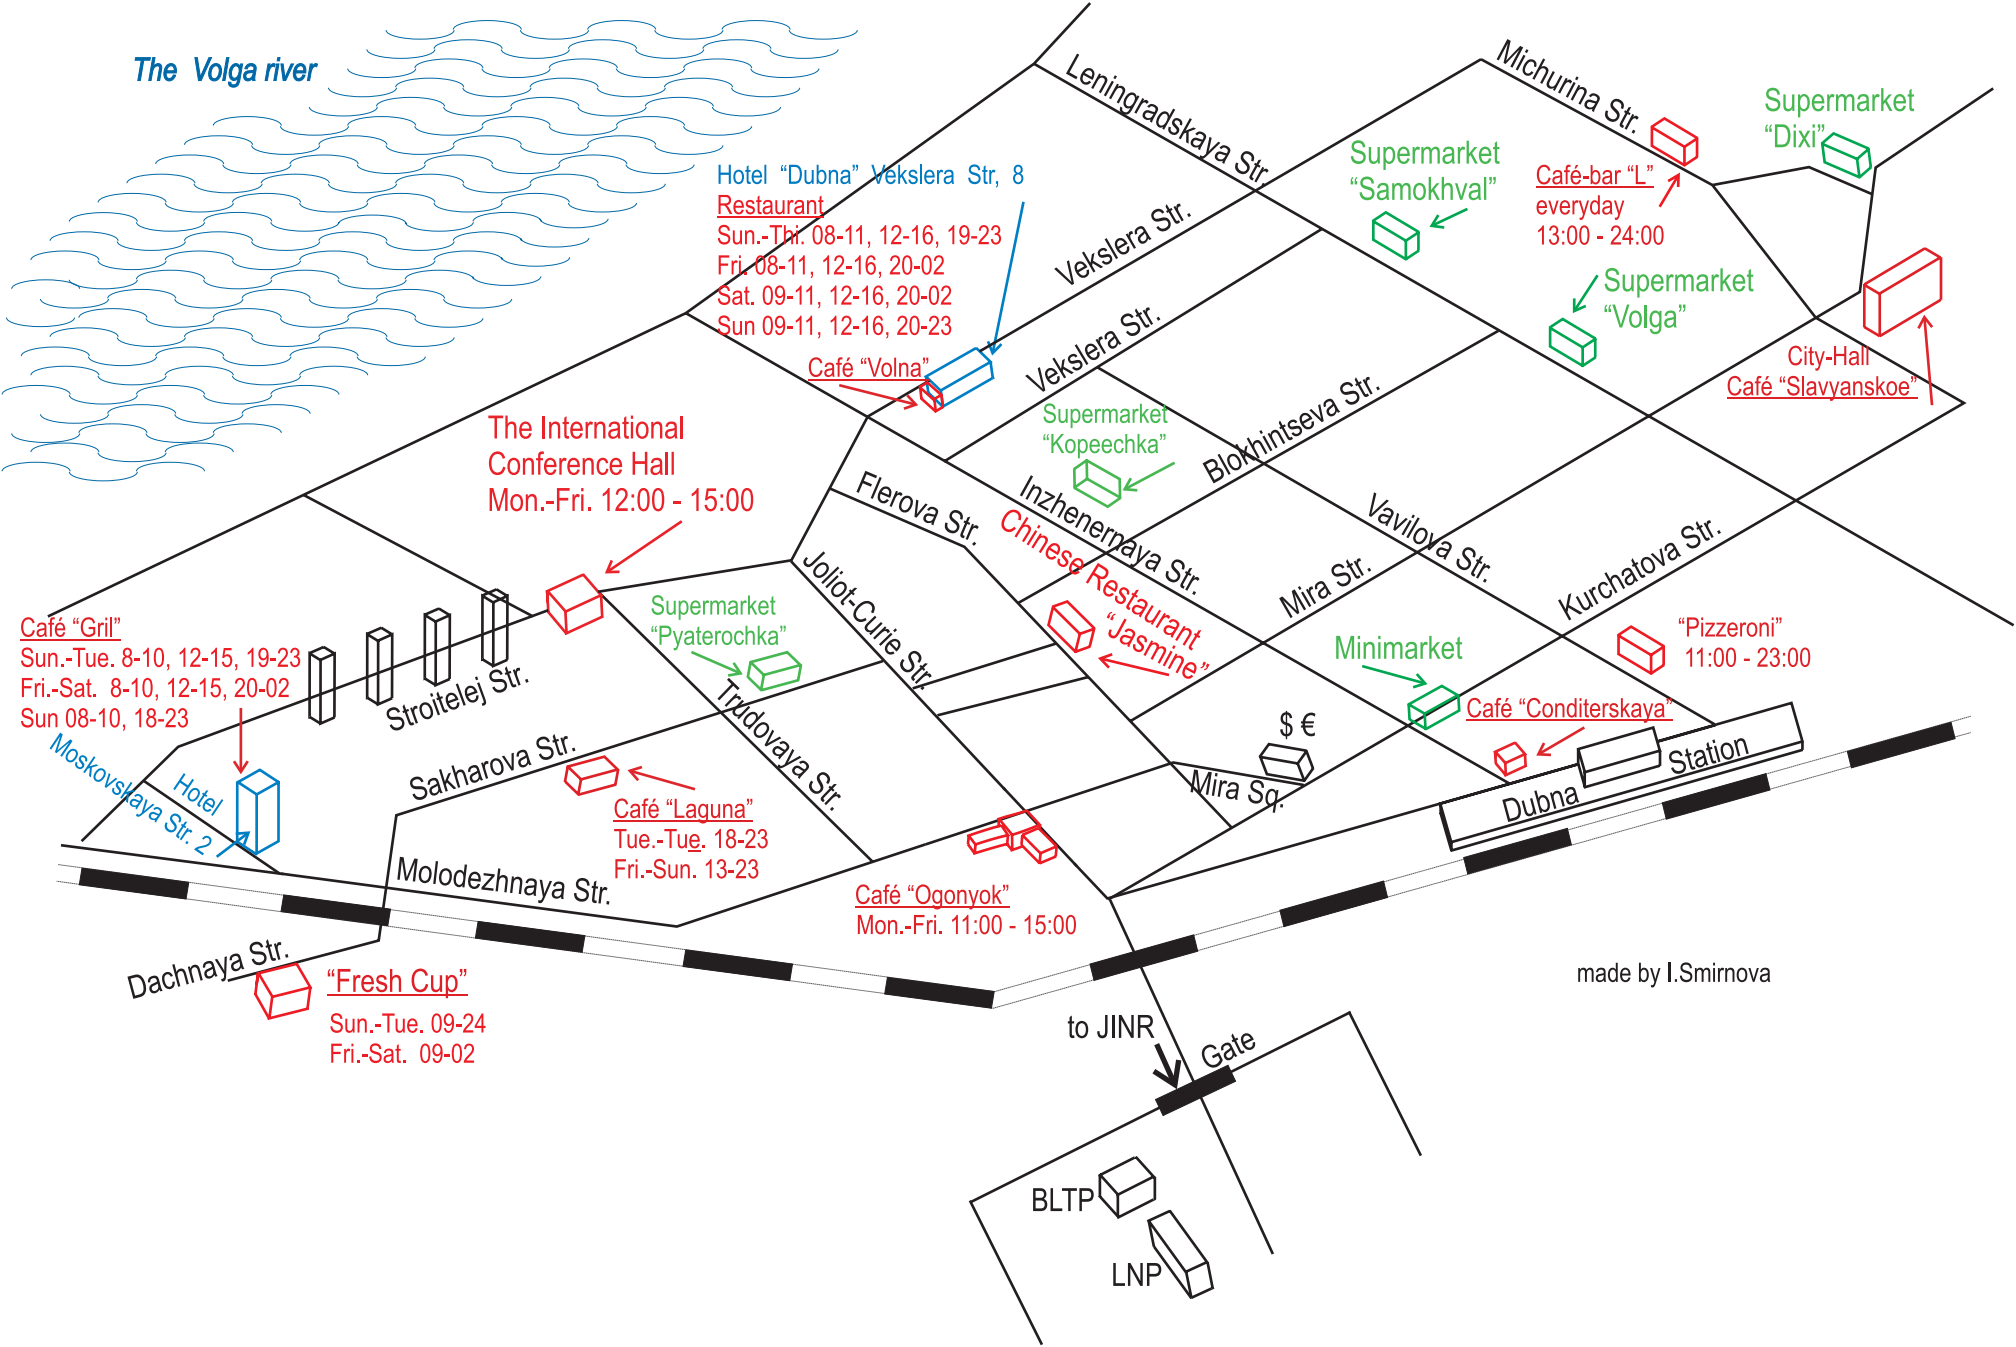 The Volga river
Leningradskaya Str.
Michurina Str.
Supermarket
“Dixi”
Supermarket
“Samokhval”
Café-bar “L”
everyday
13:00 - 24:00
Hotel “Dubna” Vekslera Str, 8
Restaurant
Sun.-Thi. 08-11, 12-16, 19-23
Fri. 08-11, 12-16, 20-02
Sat. 09-11, 12-16, 20-02
Sun 09-11, 12-16, 20-23
Café “Volna”
Vekslera Str.
Vekslera Str.
Supermarket
“Volga”
City-Hall
Café “Slavyanskoe”
Supermarket
“Kopeechka”
Blokhintseva Str.
The International
Conference Hall
Mon.-Fri. 12:00 - 15:00
Flerova Str.
Inzhenernaya Str.
Chinese Restaurant
“Jasmine”
Vavilova Str.
Mira Str.
Kurchatova Str.
Joliot-Curie Str.
Supermarket
“Pyaterochka”
Café “Gril”
Sun.-Tue. 8-10, 12-15, 19-23
Fri.-Sat. 8-10, 12-15, 20-02
Sun 08-10, 18-23
Stroitelej Str.
Minimarket
“Pizzeroni”
11:00 - 23:00
Café “Conditerskaya”
$ €
Mira Sq.
Trudovaya Str.
Sakharova Str.
Hotel
Moskovskaya Str. 2
Café “Laguna”
Tue.-Tue. 18-23
Fri.-Sun. 13-23
Dubna Station
Molodezhnaya Str.
Café “Ogonyok”
Mon.-Fri. 11:00 - 15:00
Dachnaya Str.
“Fresh Cup”
Sun.-Tue. 09-24
Fri.-Sat. 09-02
made by I.Smirnova
to JINR
Gate
BLTP
LNP